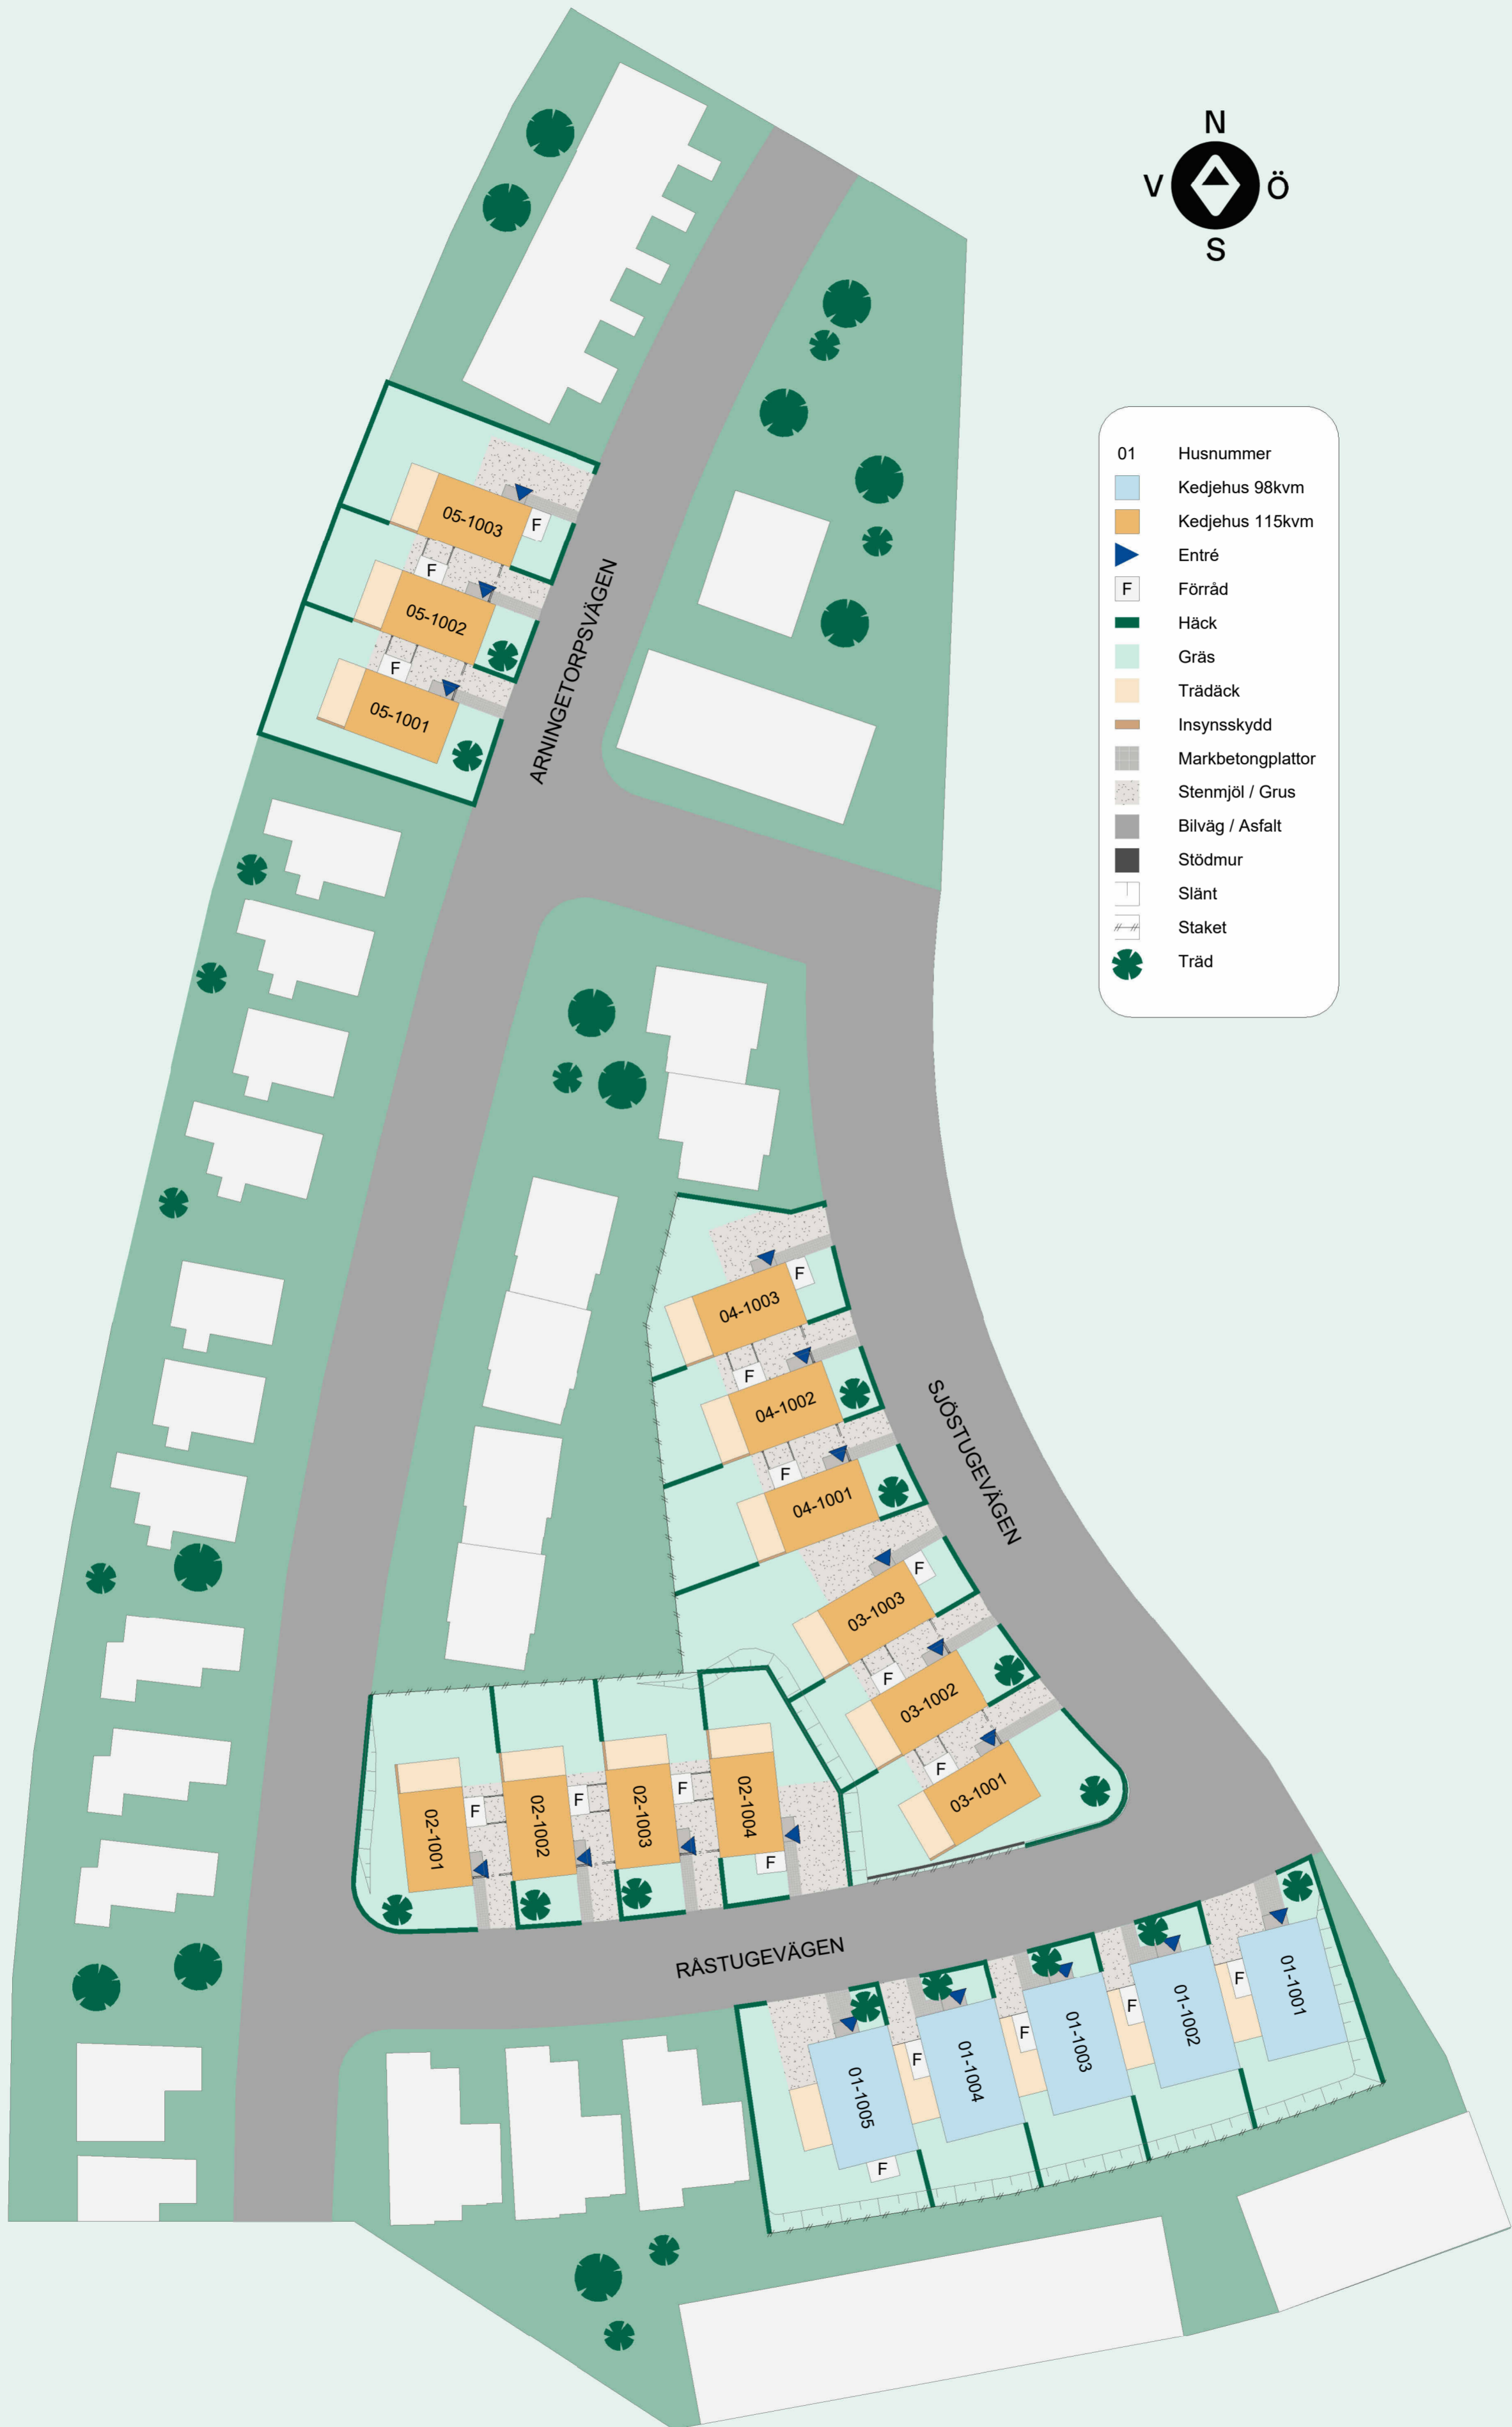 N
V
Ö
S
01 Husnummer
Kedjehus 98kvm
Kedjehus 115kvm
Entré
F Förråd
Häck
Gräs
Trädäck
Insynsskydd
Markbetongplattor
Stenmjöl / Grus
Bilväg / Asfalt
Stödmur
Slänt
Staket
Träd
05-1003
F
F
05-1002
F
05-1001
ARNINGETORPSVÄGEN
F
04-1003
F
04-1002
F
04-1001
SJÖSTUGEVÄGEN
F
03-1003
F
03-1002
F
03-1001
02-1001
F
02-1002
F
02-1003
F
02-1004
F
RÅSTUGEVÄGEN
01-1005
F
F
01-1004
F
01-1003
F
01-1002
F
01-1001